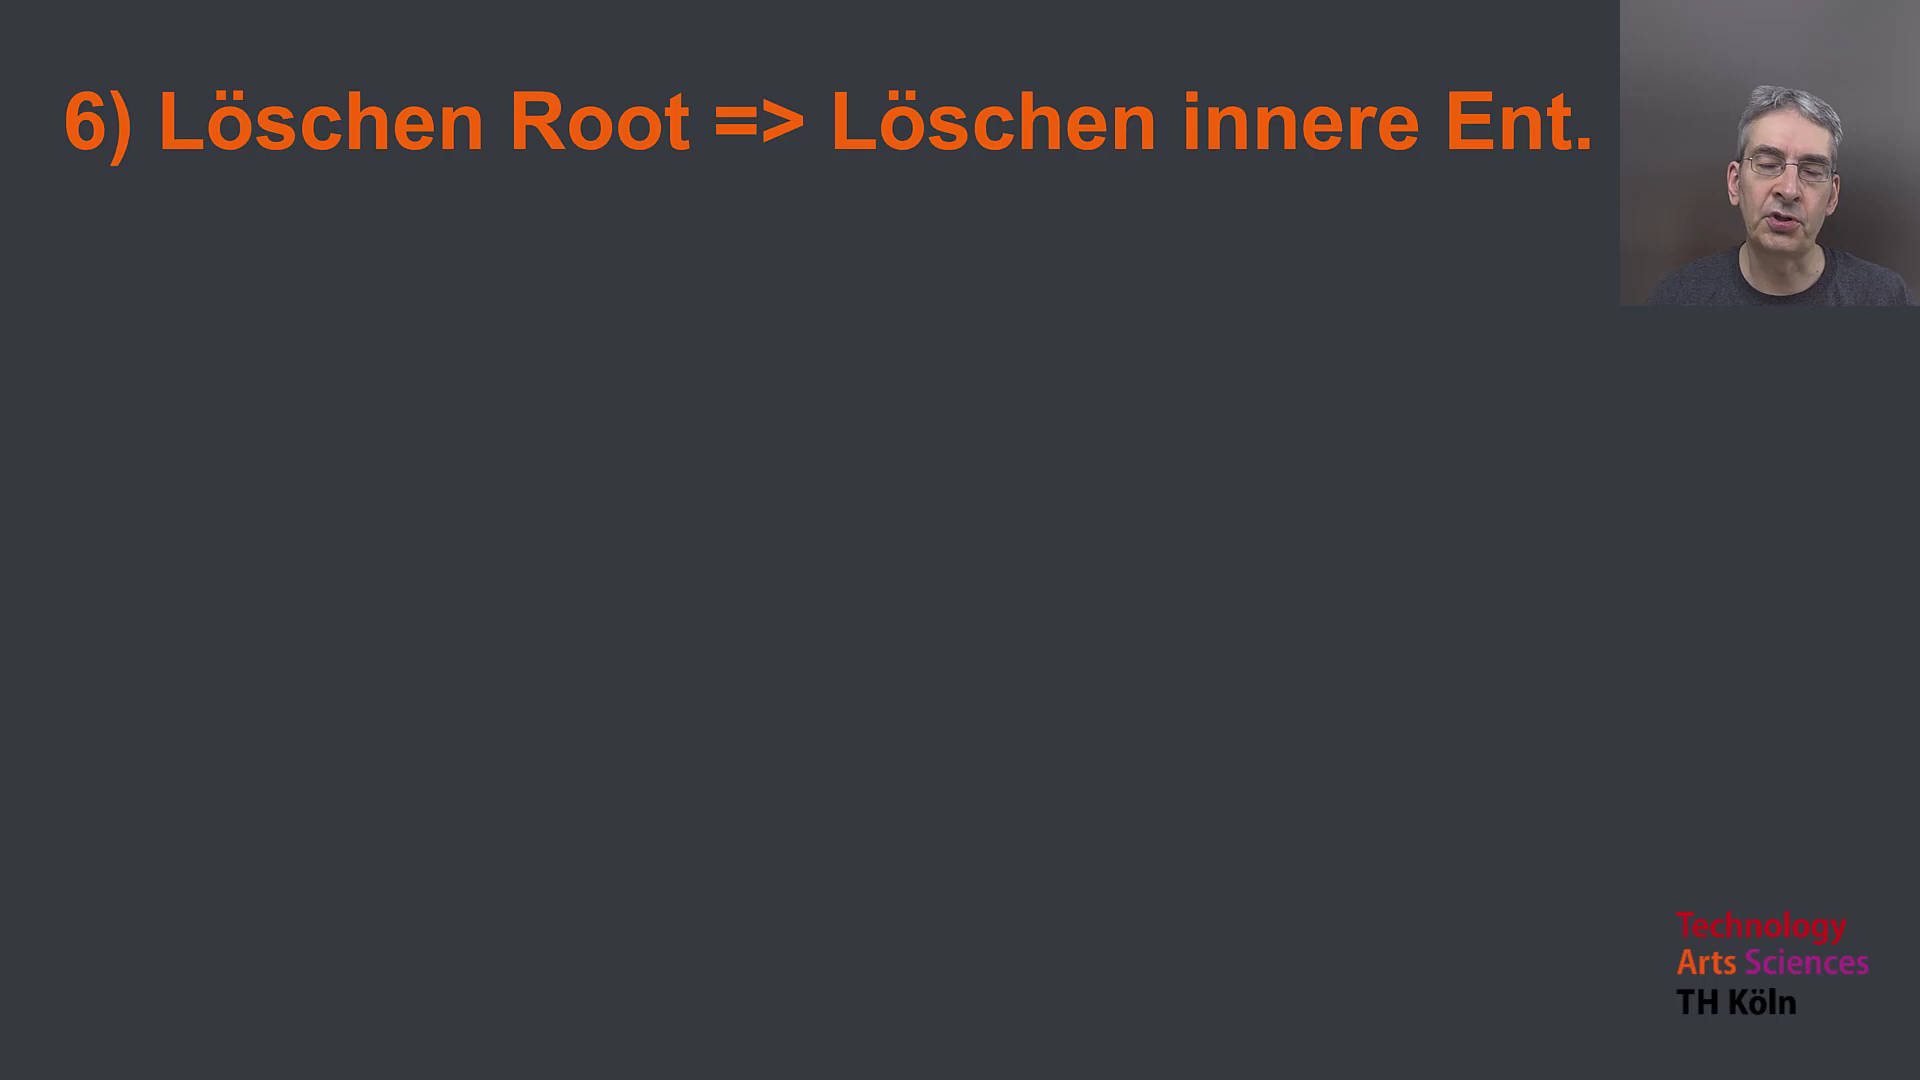 6) Löschen Root => Löschen innere Ent.
Technology
Arts Sciences
TH Köln